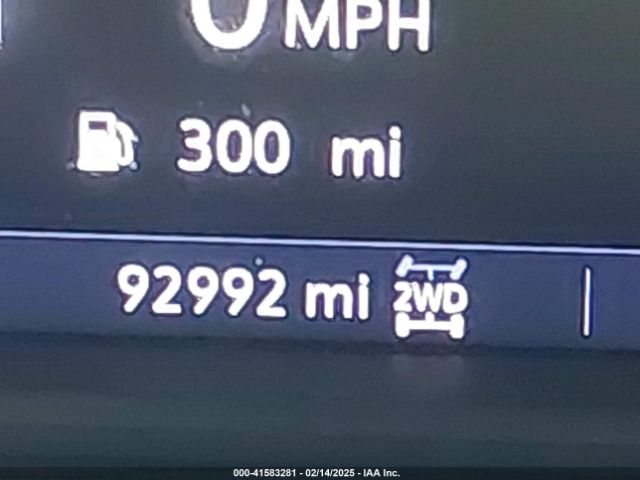 0 MPH
300 mi
92992 mi 2WD
000-41583281 - 02/14/2025 - IAA Inc.